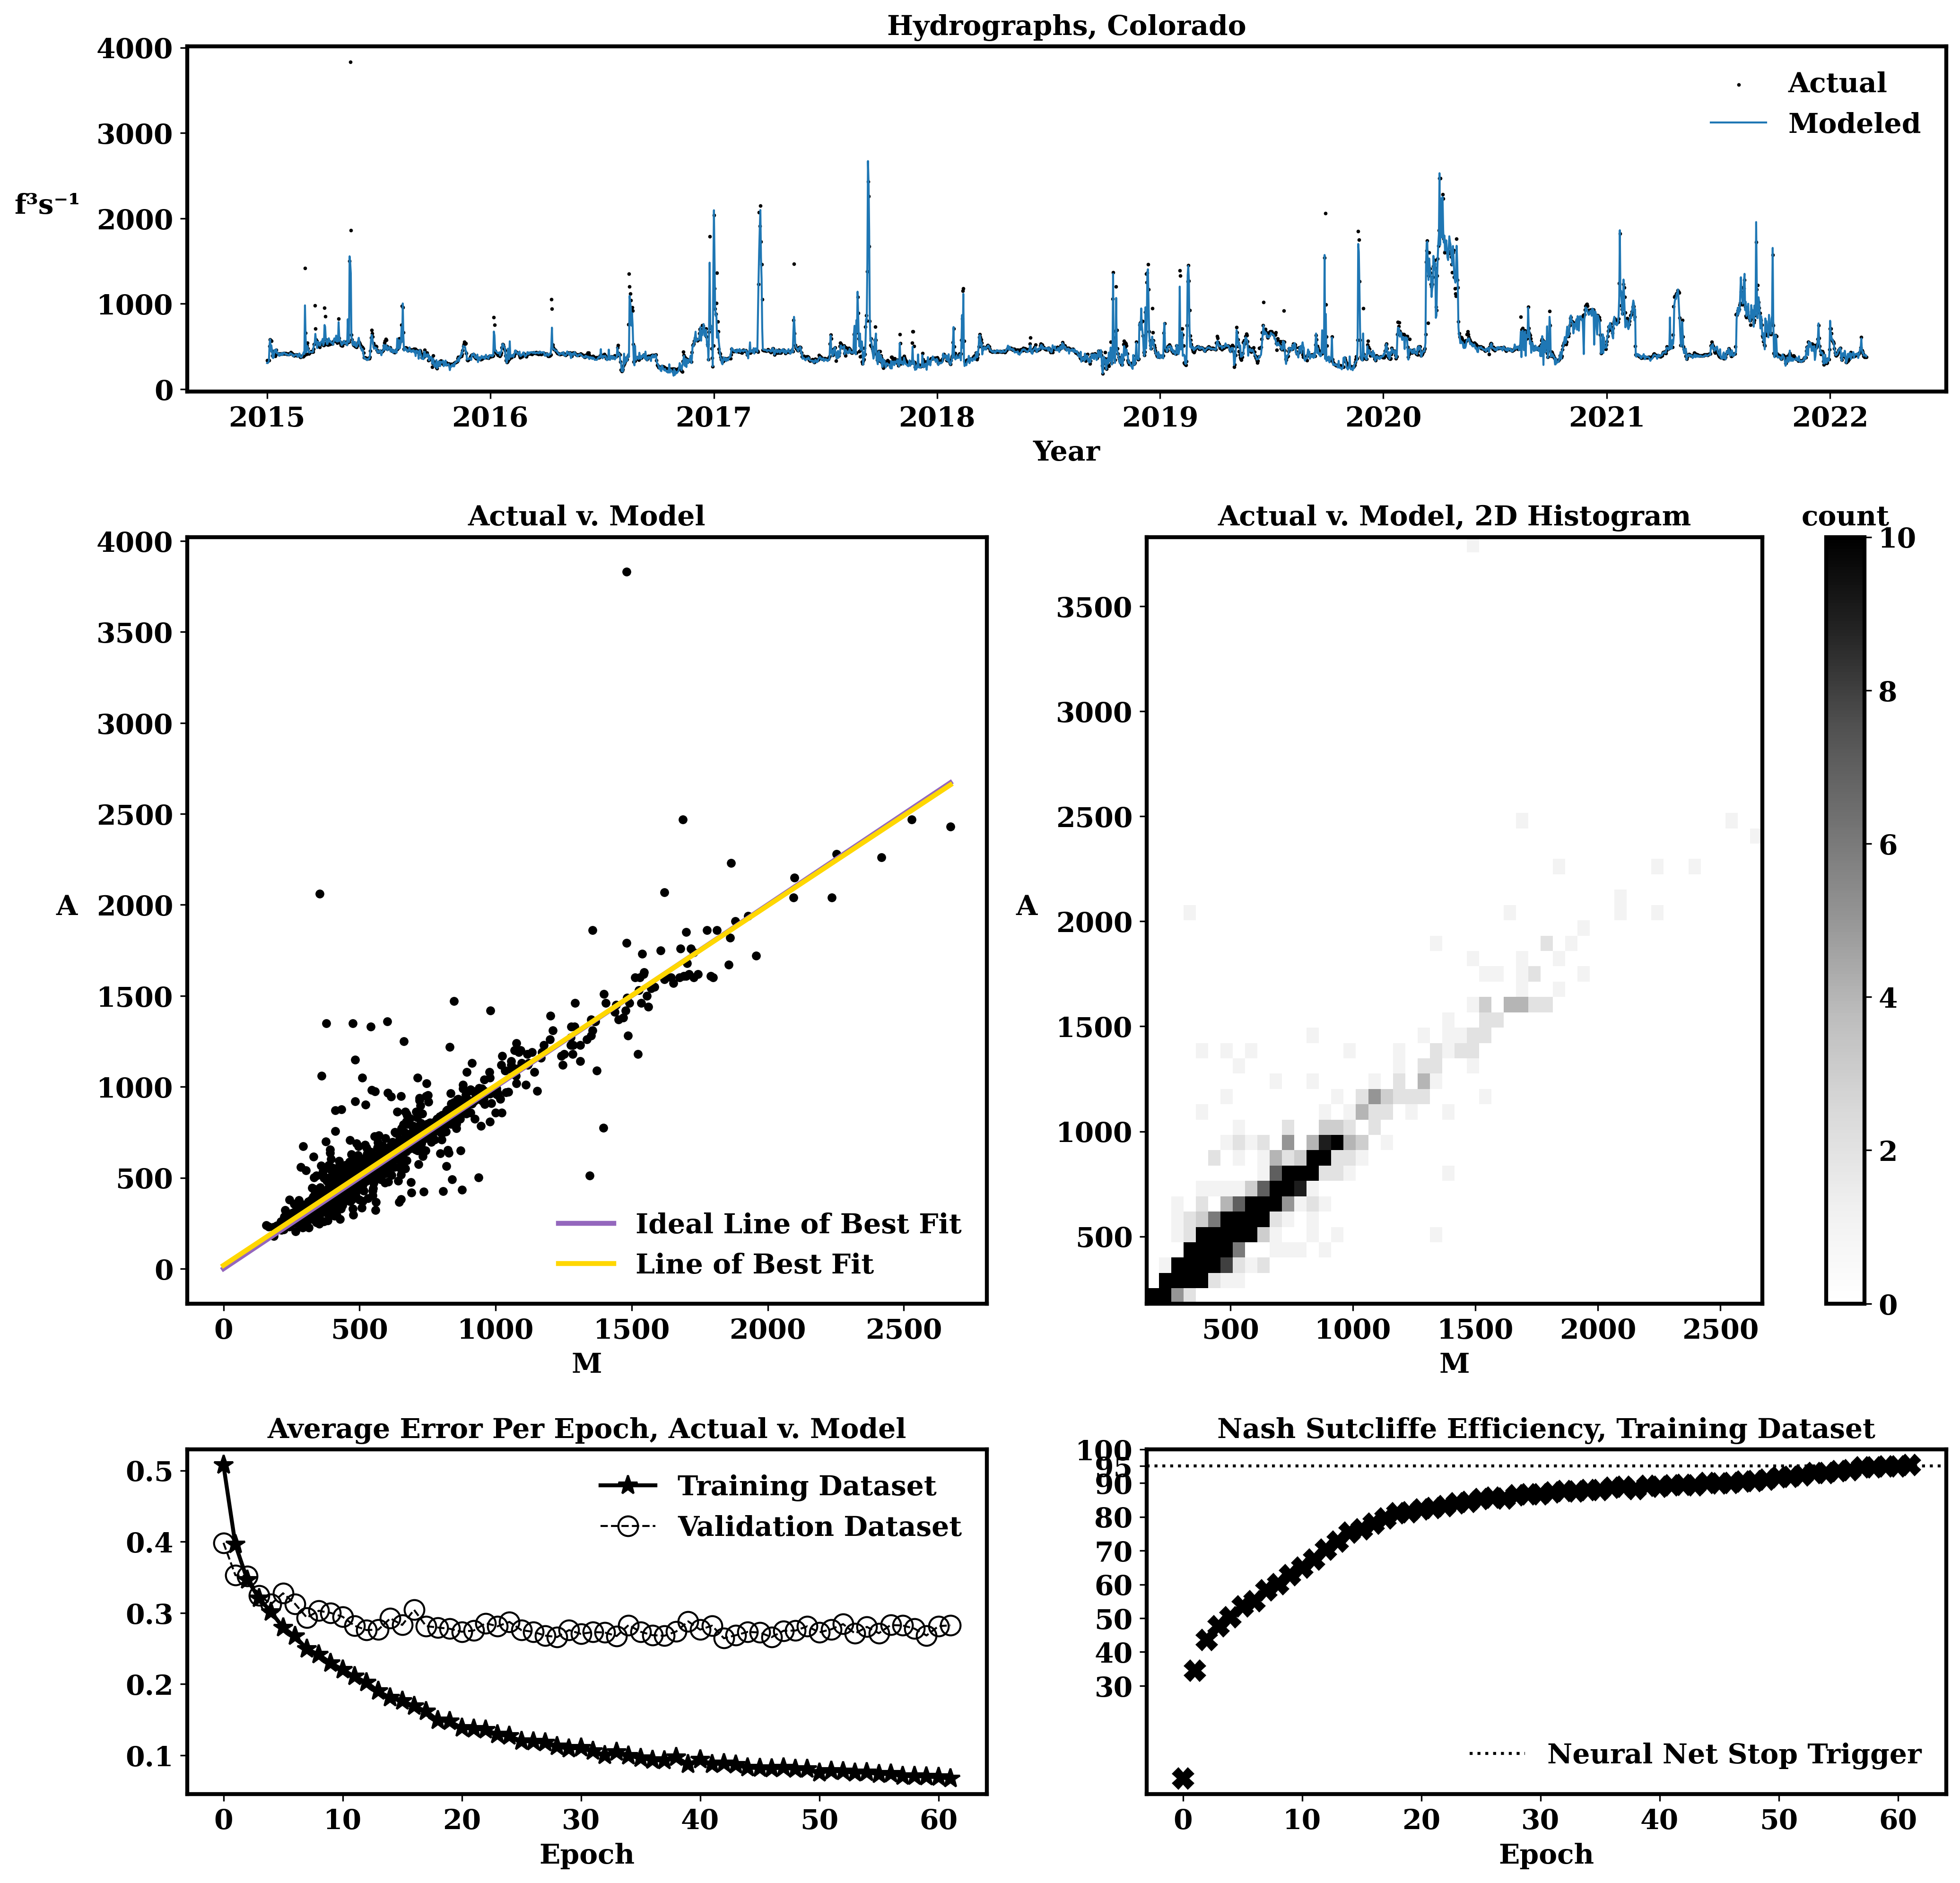 Hydrographs, Colorado
4000
3000
2000
1000
0
f³s⁻¹
Actual
Modeled
2015 2016 2017 2018 2019 2020 2021 2022
Year
Actual v. Model
4000
3500
3000
2500
2000
1500
1000
500
0
A
Ideal Line of Best Fit
Line of Best Fit
0 500 1000 1500 2000 2500
M
Actual v. Model, 2D Histogram
3500
3000
2500
2000
1500
1000
500
A
500 1000 1500 2000 2500
M
count
10
8
6
4
2
0
Average Error Per Epoch, Actual v. Model
0.5
0.4
0.3
0.2
0.1
Training Dataset
Validation Dataset
0 10 20 30 40 50 60
Epoch
Nash Sutcliffe Efficiency, Training Dataset
100
95
90
80
70
60
50
40
30
Neural Net Stop Trigger
0 10 20 30 40 50 60
Epoch